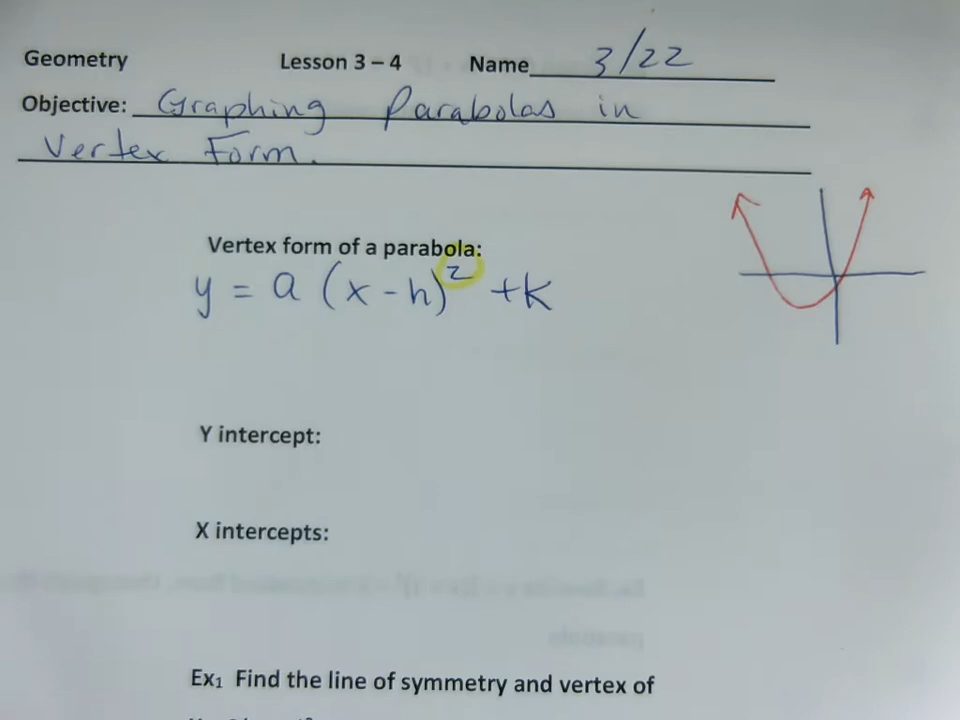 Geometry Lesson 3 – 4 Name 3/22
Objective: Graphing Parabolas in
Vertex Form.
Vertex form of a parabola:
y = a (x - h)² + k
Y intercept:
X intercepts:
Ex₁ Find the line of symmetry and vertex of